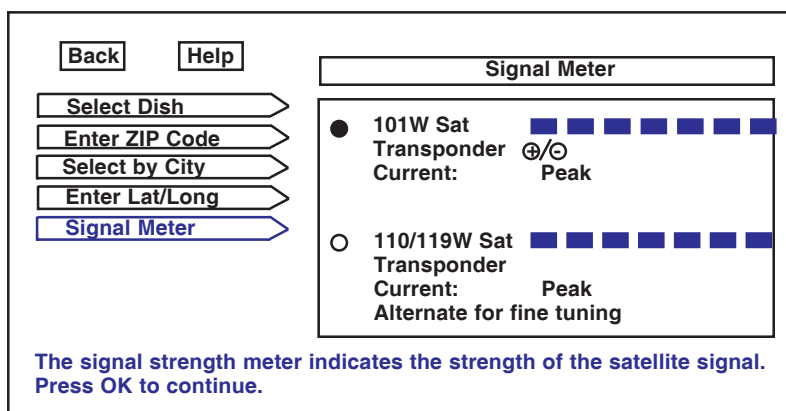 Back
Help
Select Dish
Enter ZIP Code
Select by City
Enter Lat/Long
Signal Meter
Signal Meter
101W Sat
Transponder ⊕/⊖
Current: Peak
110/119W Sat
Transponder
Current: Peak
Alternate for fine tuning
The signal strength meter indicates the strength of the satellite signal.
Press OK to continue.